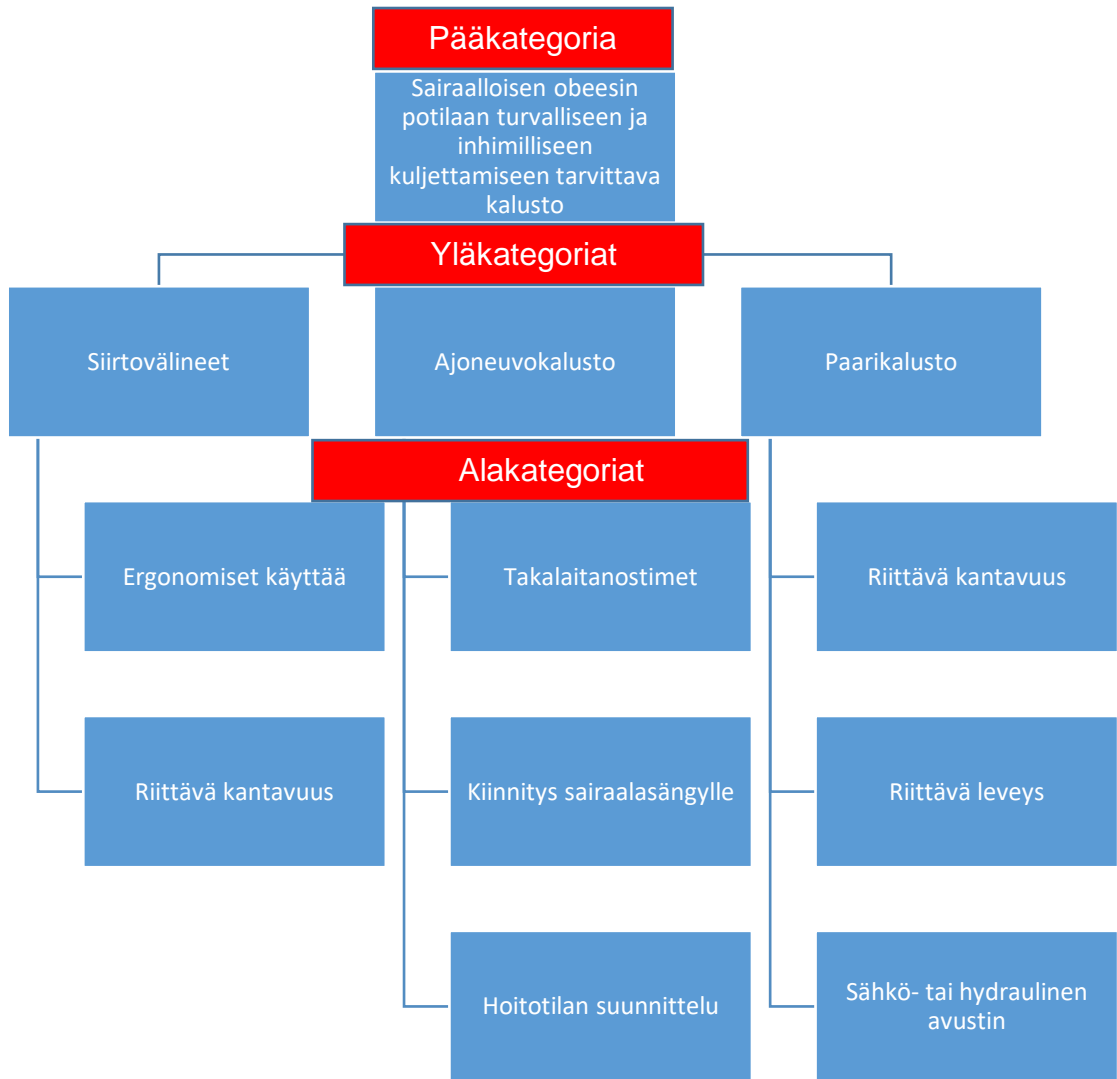 Pääkategoria
Sairaalloisen obeesin
potilaan turvalliseen ja
inhimilliseen
kuljettamiseen tarvittava
kalusto
Yläkategoriat
Siirtovälineet
Ajoneuvokalusto
Paarikalusto
Alakategoriat
Ergonomiset käyttää
Takalaitanostimet
Riittävä kantavuus
Riittävä kantavuus
Kiinnitys sairaalasängylle
Riittävä leveys
Hoitotilan suunnittelu
Sähkö- tai hydraulinen
avustin